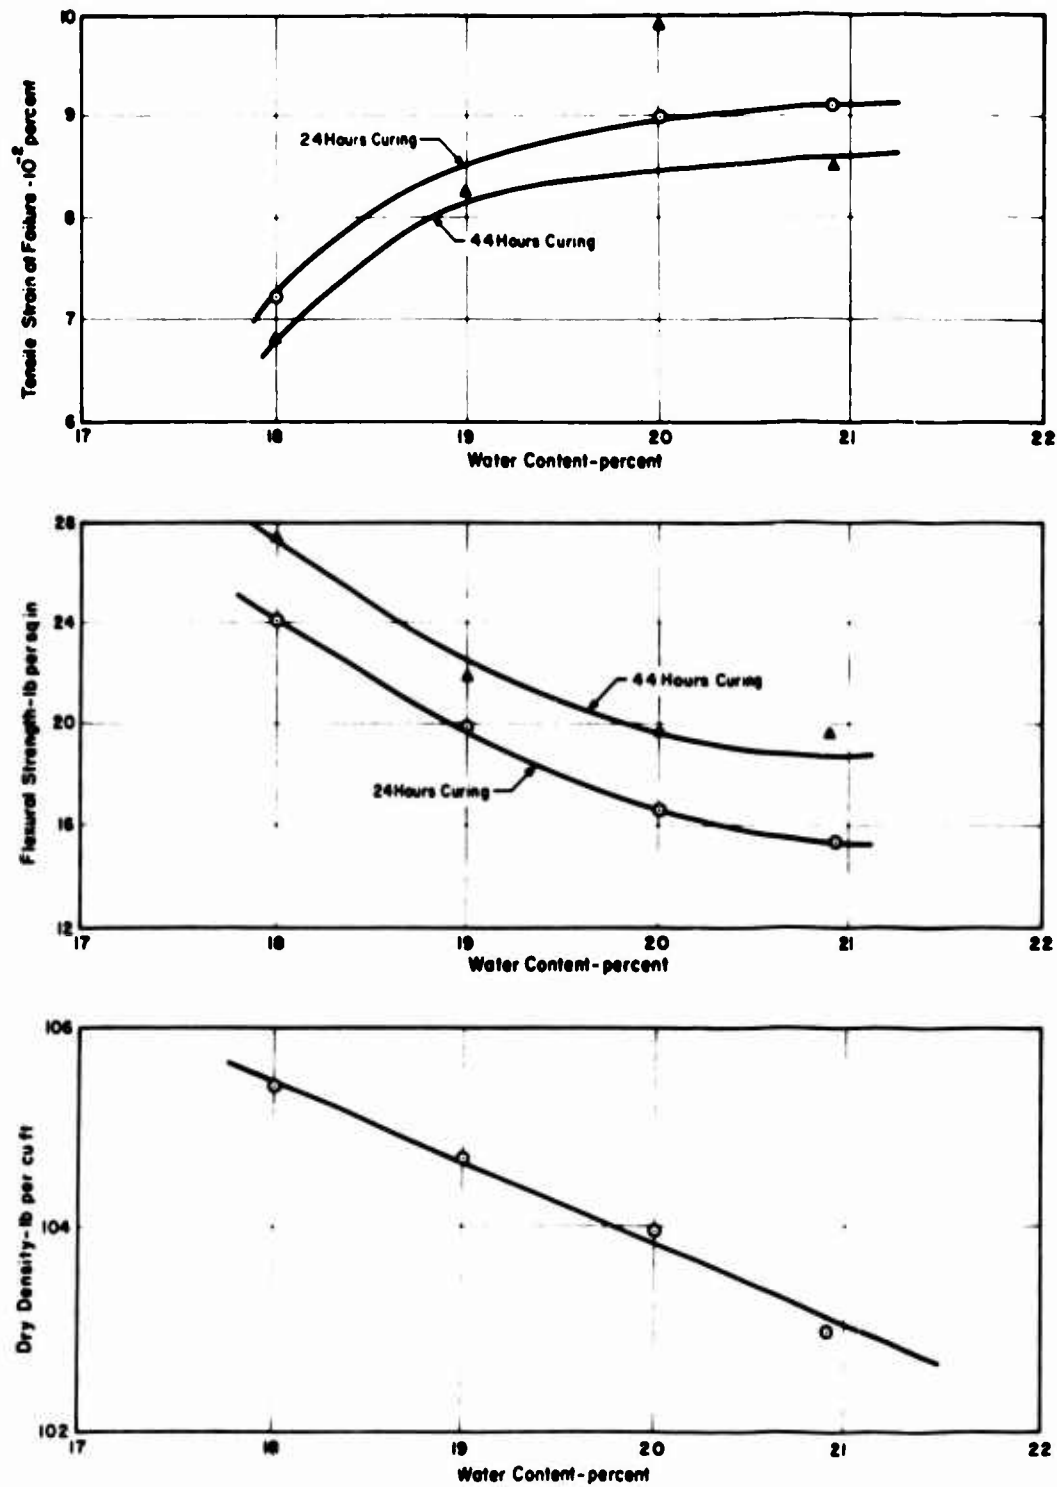 10
9
8
7
6
Tensile Strain at Failure - 10⁻² percent
24 Hours Curing
44 Hours Curing
17 18 19 20 21 22
Water Content-percent
28
24
20
16
12
Flexural Strength-lb per sq in
44 Hours Curing
24 Hours Curing
17 18 19 20 21 22
Water Content-percent
106
104
102
Dry Density-lb per cu ft
17 18 19 20 21 22
Water Content-percent